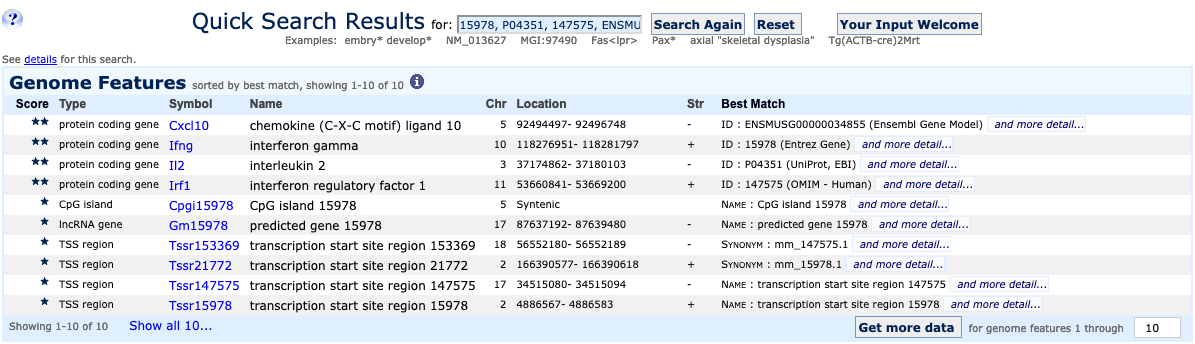 ?
Quick Search Results for: 15978, P04351, 147575, ENSMU Search Again Reset Your Input Welcome
Examples: embry* develop* NM_013627 MGI:97490 Fas<lpr> Pax* axial "skeletal dysplasia" Tg(ACTB-cre)2Mrt
See details for this search.
Genome Features sorted by best match, showing 1-10 of 10 i
Score Type Symbol Name Chr Location Str Best Match
★★ protein coding gene Cxcl10 chemokine (C-X-C motif) ligand 10 5 92494497- 92496748 - ID : ENSMUSG00000034855 (Ensembl Gene Model) and more detail...
★★ protein coding gene Ifng interferon gamma 10 118276951- 118281797 + ID : 15978 (Entrez Gene) and more detail...
★★ protein coding gene Il2 interleukin 2 3 37174862- 37180103 - ID : P04351 (UniProt, EBI) and more detail...
★★ protein coding gene Irf1 interferon regulatory factor 1 11 53660841- 53669200 + ID : 147575 (OMIM - Human) and more detail...
★ CpG island Cpgi15978 CpG island 15978 5 Syntenic NAME : CpG island 15978 and more detail...
★ lncRNA gene Gm15978 predicted gene 15978 17 87637192- 87639480 - NAME : predicted gene 15978 and more detail...
★ TSS region Tssr153369 transcription start site region 153369 18 56552180- 56552189 - SYNONYM : mm_147575.1 and more detail...
★ TSS region Tssr21772 transcription start site region 21772 2 166390577- 166390618 + SYNONYM : mm_15978.1 and more detail...
★ TSS region Tssr147575 transcription start site region 147575 17 34515080- 34515094 - NAME : transcription start site region 147575 and more detail...
★ TSS region Tssr15978 transcription start site region 15978 2 4886567- 4886583 + NAME : transcription start site region 15978 and more detail...
Showing 1-10 of 10 Show all 10... Get more data for genome features 1 through 10